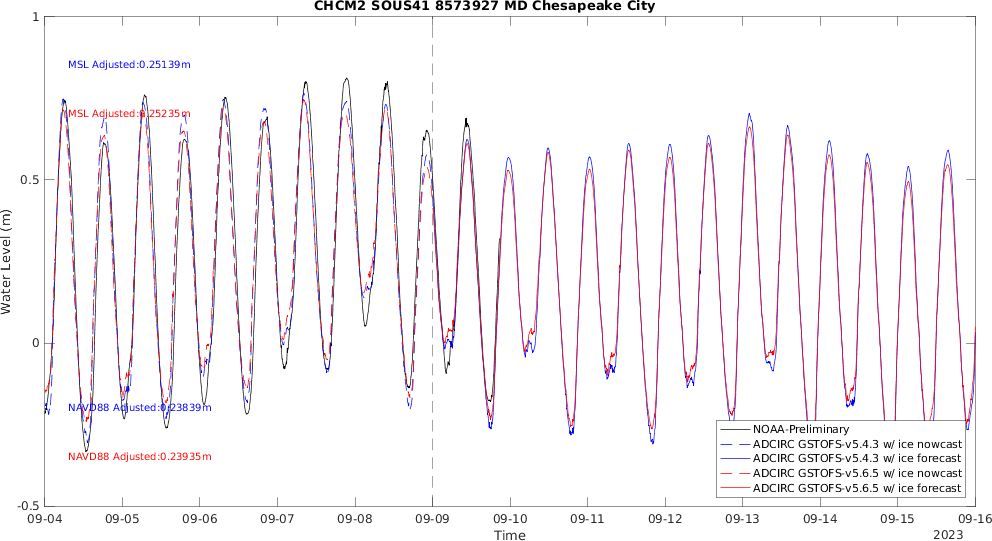 CHCM2 SOUS41 8573927 MD Chesapeake City
1
MSL Adjusted:0.25139m
MSL Adjusted:0.25235m
0.5
Water Level (m)
0
NAVD88 Adjusted:0.23839m
NOAA-Preliminary
ADCIRC GSTOFS-v5.4.3 w/ ice nowcast
ADCIRC GSTOFS-v5.4.3 w/ ice forecast
NAVD88 Adjusted:0.23935m
ADCIRC GSTOFS-v5.6.5 w/ ice nowcast
ADCIRC GSTOFS-v5.6.5 w/ ice forecast
-0.5
09-04 09-05 09-06 09-07 09-08 09-09 09-10 09-11 09-12 09-13 09-14 09-15 09-16
Time
2023